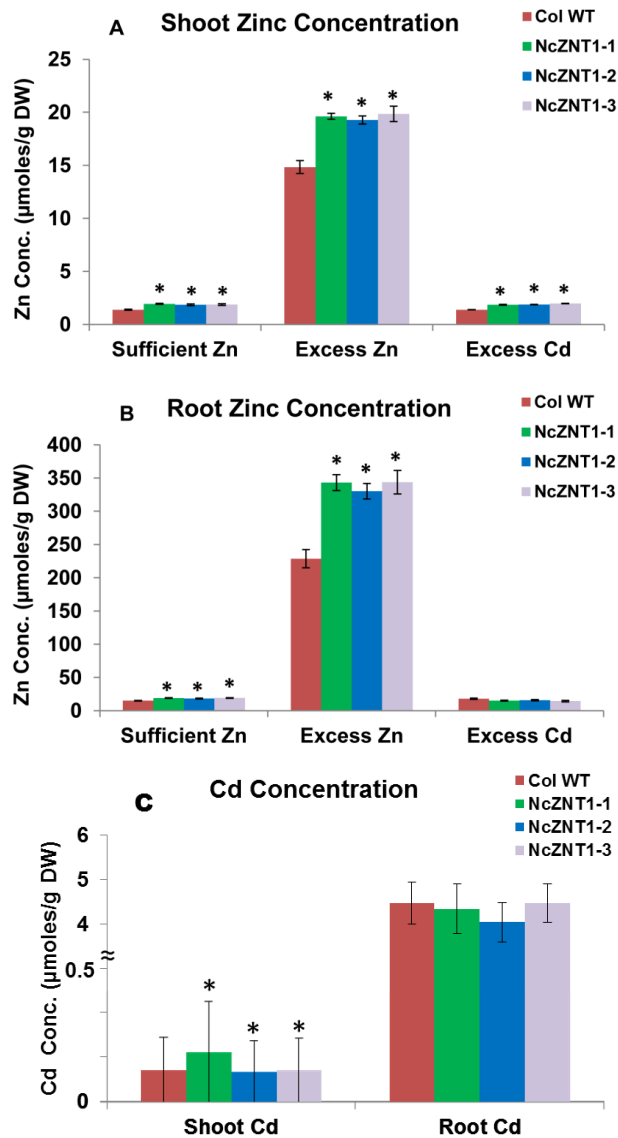 A Shoot Zinc Concentration
Col WT
NcZNT1-1
NcZNT1-2
NcZNT1-3
Zn Conc. (µmoles/g DW)
25
20
15
10
5
0
* * *
* * *
* * *
Sufficient Zn Excess Zn Excess Cd
B Root Zinc Concentration
Col WT
NcZNT1-1
NcZNT1-2
NcZNT1-3
Zn Conc. (µmoles/g DW)
400
350
300
250
200
150
100
50
0
* * *
* * *
Sufficient Zn Excess Zn Excess Cd
C Cd Concentration
Col WT
NcZNT1-1
NcZNT1-2
NcZNT1-3
Cd Conc. (µmoles/g DW)
6
5
4
≈
0.5
0
* * *
Shoot Cd Root Cd